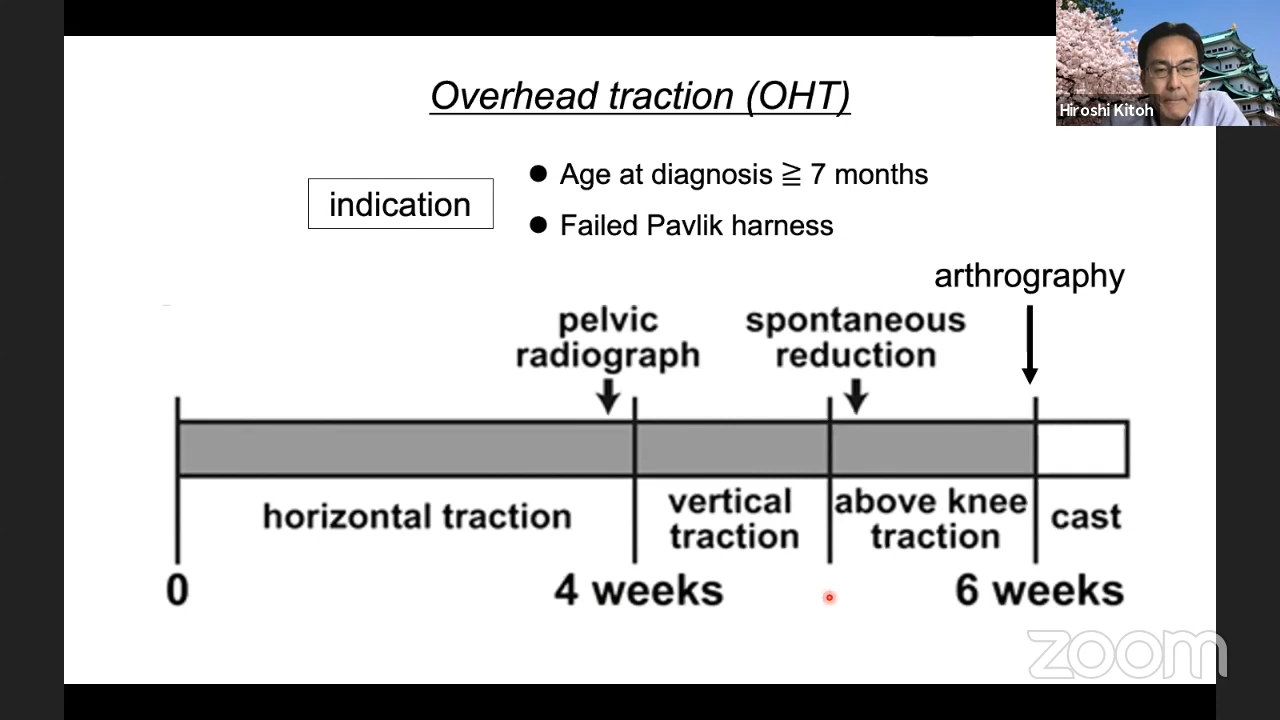 Overhead traction (OHT)
Hiroshi Kitoh
indication
● Age at diagnosis ≧ 7 months
● Failed Pavlik harness
arthrography
pelvic
radiograph
spontaneous
reduction
horizontal traction
vertical
traction
above knee
traction
cast
0
4 weeks
6 weeks
zoom